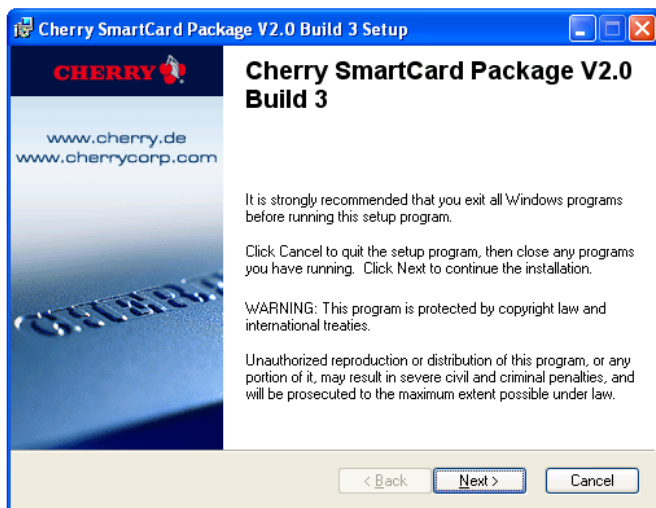 Cherry SmartCard Package V2.0 Build 3 Setup
CHERRY
www.cherry.de
www.cherrycorp.com
CHERRY
Cherry SmartCard Package V2.0
Build 3
It is strongly recommended that you exit all Windows programs
before running this setup program.
Click Cancel to quit the setup program, then close any programs
you have running. Click Next to continue the installation.
WARNING: This program is protected by copyright law and
international treaties.
Unauthorized reproduction or distribution of this program, or any
portion of it, may result in severe civil and criminal penalties, and
will be prosecuted to the maximum extent possible under law.
< Back
Next >
Cancel